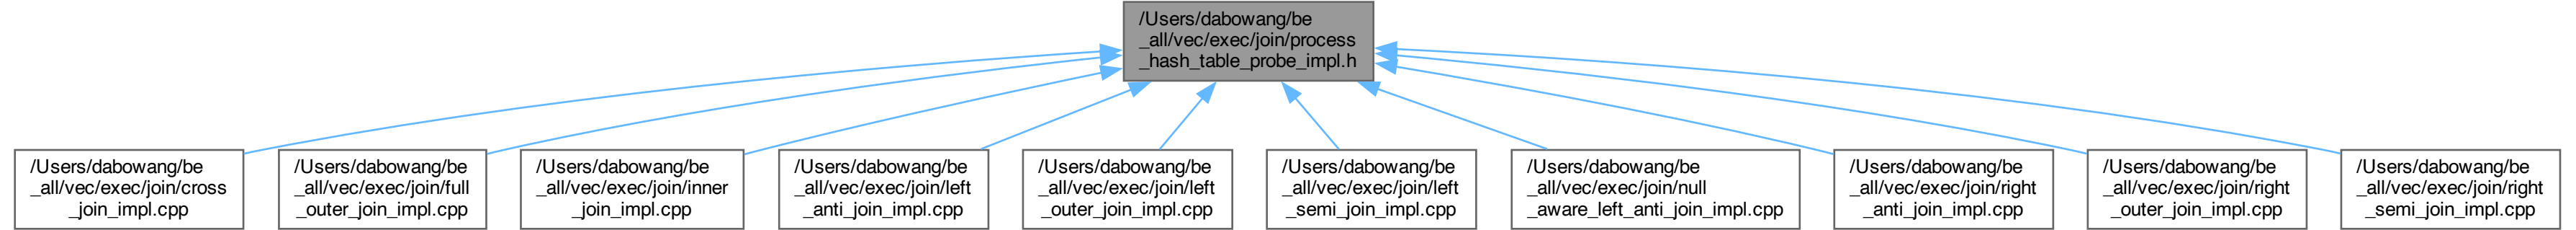 /Users/dabowang/be
_all/vec/exec/join/process
_hash_table_probe_impl.h
/Users/dabowang/be
_all/vec/exec/join/cross
_join_impl.cpp
/Users/dabowang/be
_all/vec/exec/join/full
_outer_join_impl.cpp
/Users/dabowang/be
_all/vec/exec/join/inner
_join_impl.cpp
/Users/dabowang/be
_all/vec/exec/join/left
_anti_join_impl.cpp
/Users/dabowang/be
_all/vec/exec/join/left
_outer_join_impl.cpp
/Users/dabowang/be
_all/vec/exec/join/left
_semi_join_impl.cpp
/Users/dabowang/be
_all/vec/exec/join/null
_aware_left_anti_join_impl.cpp
/Users/dabowang/be
_all/vec/exec/join/right
_anti_join_impl.cpp
/Users/dabowang/be
_all/vec/exec/join/right
_outer_join_impl.cpp
/Users/dabowang/be
_all/vec/exec/join/right
_semi_join_impl.cpp